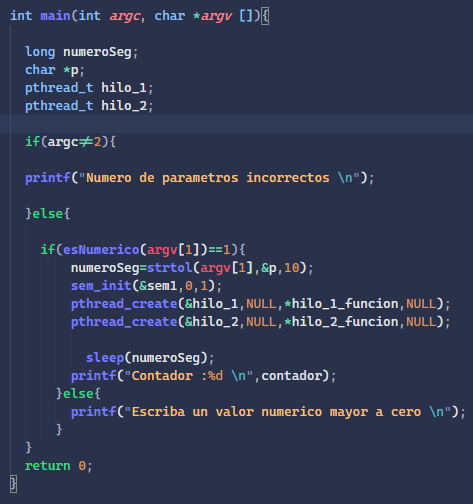 int main(int argc, char *argv []){
long numeroSeg;
char *p;
pthread_t hilo_1;
pthread_t hilo_2;
if(argc≠2){
printf("Numero de parametros incorrectos \n");
}else{
if(esNumerico(argv[1])==1){
numeroSeg=strtol(argv[1],&p,10);
sem_init(&sem1,0,1);
pthread_create(&hilo_1,NULL,*hilo_1_funcion,NULL);
pthread_create(&hilo_2,NULL,*hilo_2_funcion,NULL);
sleep(numeroSeg);
printf("Contador :%d \n",contador);
}else{
printf("Escriba un valor numerico mayor a cero \n");
}
}
return 0;
}